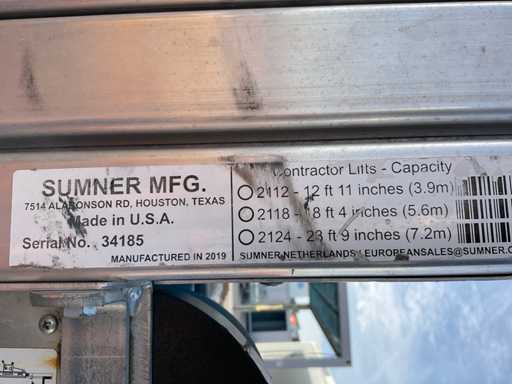 SUMNER MFG.
7514 ALABONSON RD, HOUSTON, TEXAS
Made in U.S.A.
Serial No. 34185
MANUFACTURED IN 2019
Contractor Lifts - Capacity
2112 - 12 ft 11 inches (3.9m)
2118 - 18 ft 4 inches (5.6m)
2124 - 23 ft 9 inches (7.2m)
SUMNER NETHERLANDS / EUROPEANSALES@SUMNER.